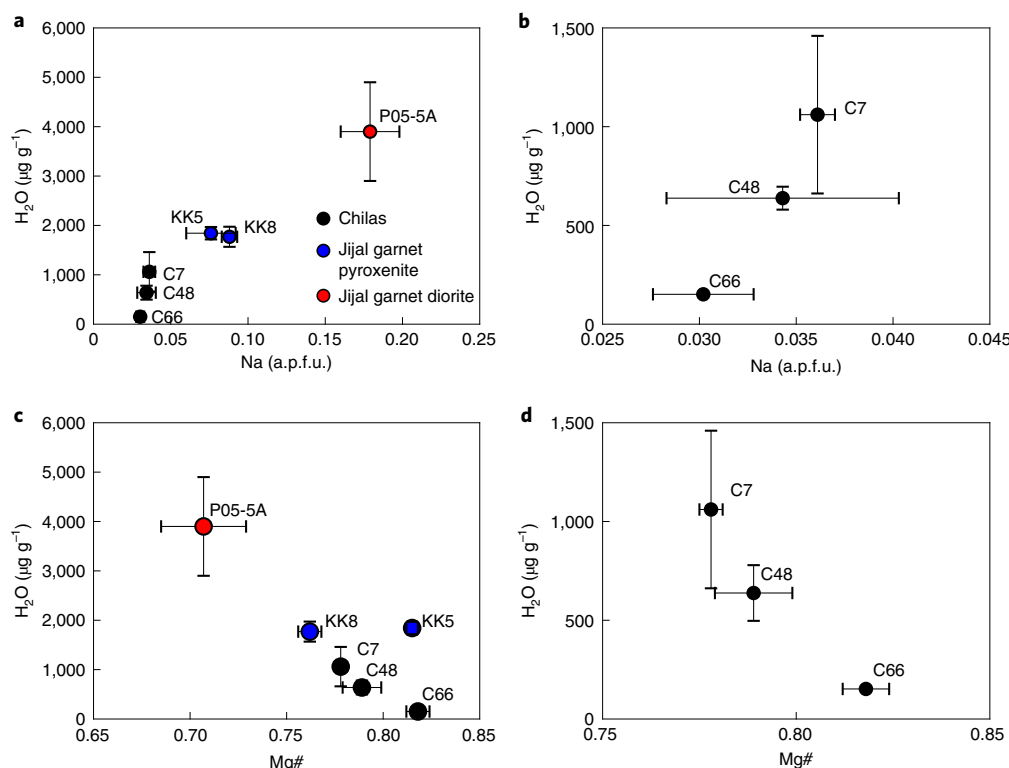 a
6,000
5,000
4,000
3,000
2,000
1,000
0
H₂O (µg g⁻¹)
P05-5A
KK5
KK8
C7
C48
C66
Chilas
Jijal garnet
pyroxenite
Jijal garnet diorite
0 0.05 0.10 0.15 0.20 0.25
Na (a.p.f.u.)
b
1,500
1,000
500
0
H₂O (µg g⁻¹)
C7
C48
C66
0.025 0.030 0.035 0.040 0.045
Na (a.p.f.u.)
c
6,000
5,000
4,000
3,000
2,000
1,000
0
H₂O (µg g⁻¹)
P05-5A
KK8
KK5
C7
C48
C66
0.65 0.70 0.75 0.80 0.85
Mg#
d
1,500
1,000
500
0
H₂O (µg g⁻¹)
C7
C48
C66
0.75 0.80 0.85
Mg#